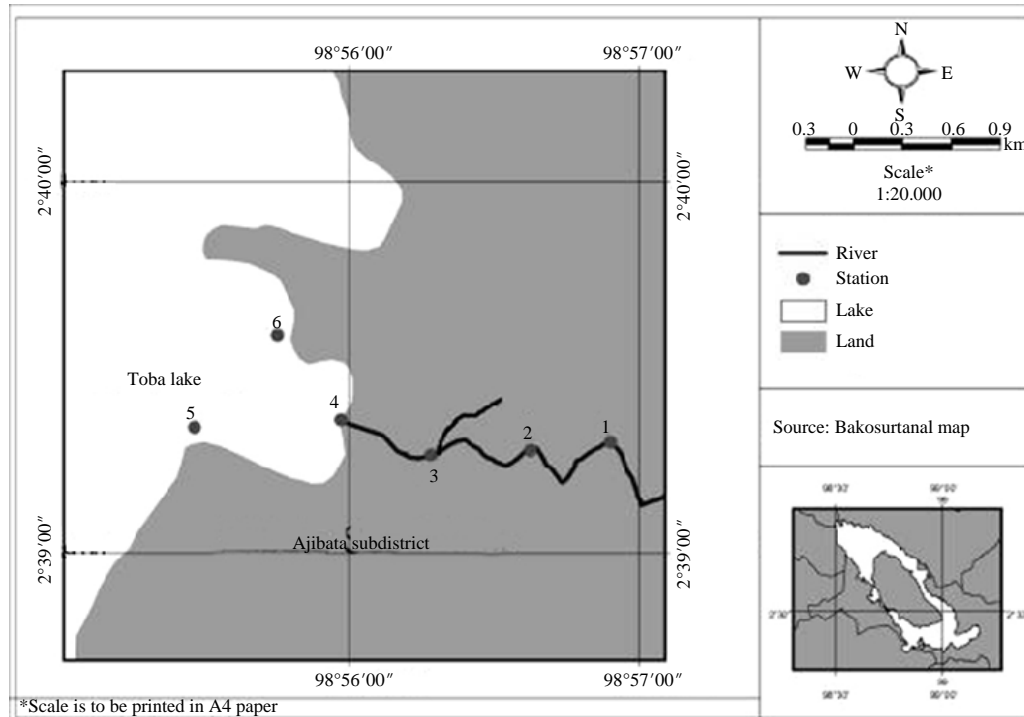 98°56′00″ 98°57′00″
2°40′00″ 2°40′00″
6
Toba lake
5
4
3
2
1
Ajibata subdistrict
2°39′00″ 2°39′00″
98°56′00″ 98°57′00″
*Scale is to be printed in A4 paper
N
W E
S
0.3 0 0.3 0.6 0.9
km
Scale*
1:20.000
River
Station
Lake
Land
Source: Bakosurtanal map